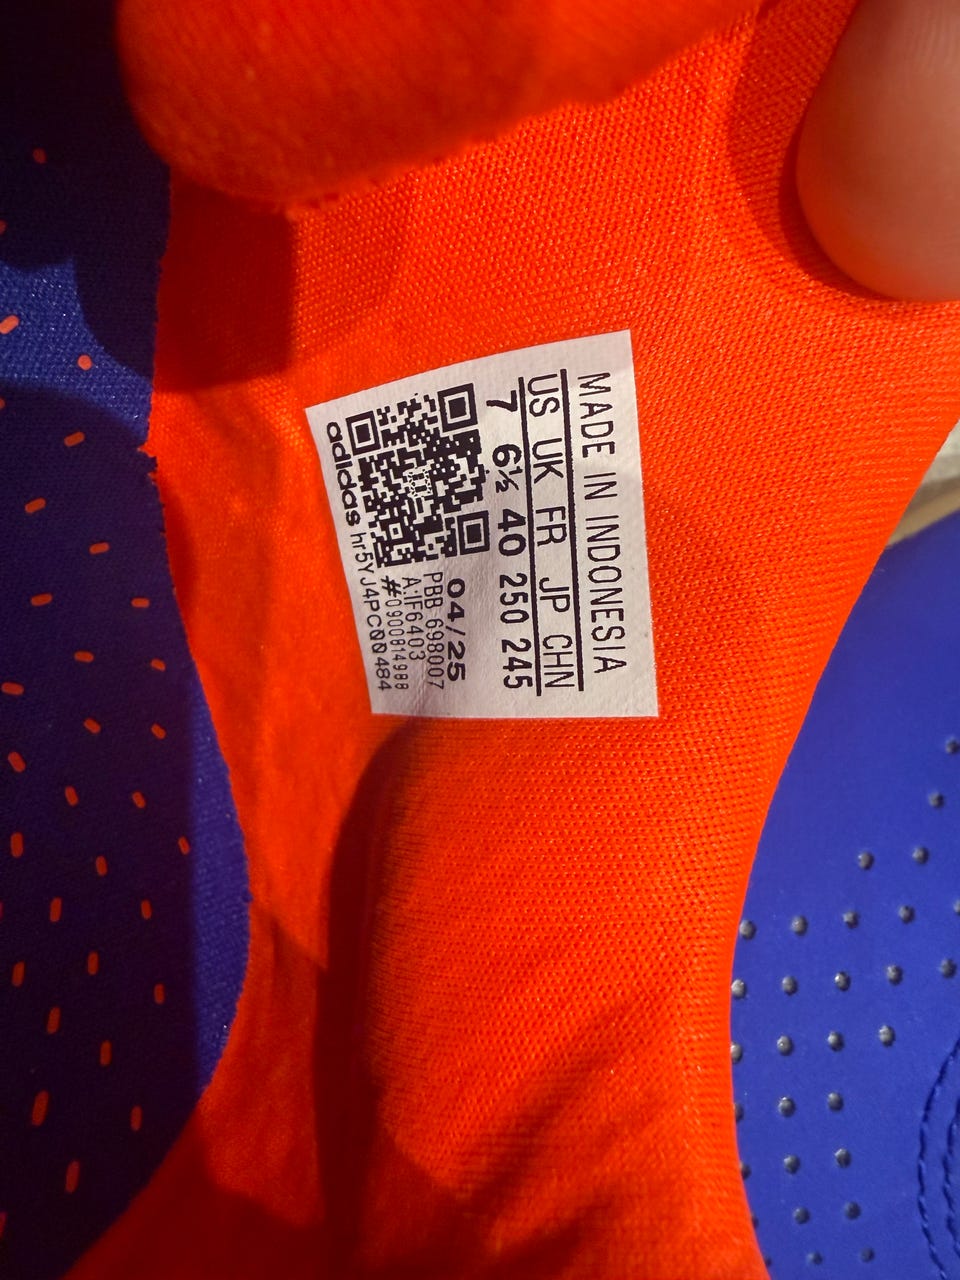 MADE IN INDONESIA
US UK FR JP CHN
7 6½ 40 250 245
04/25
PBB 698007
A:IF6403
#0900814988
adidas hr5YJ4PC00484